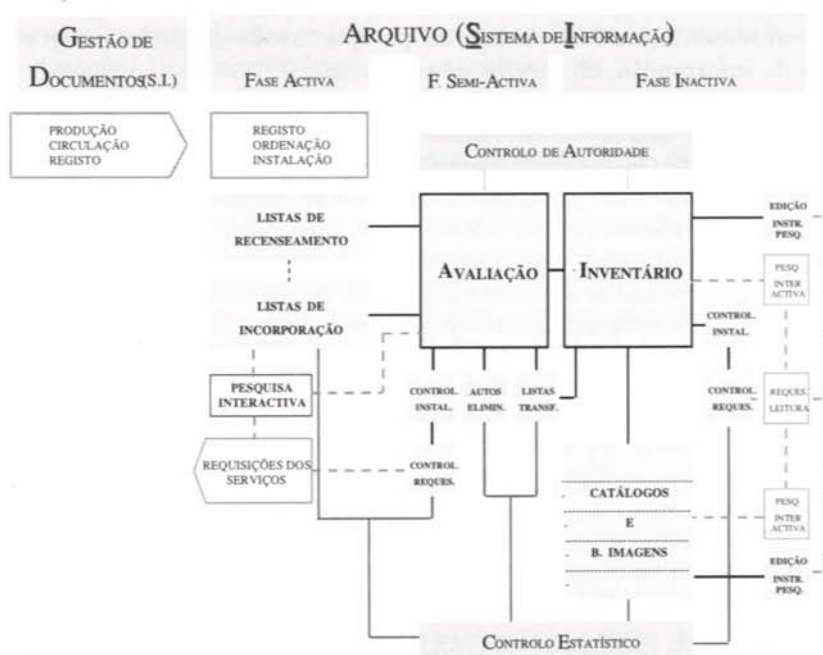 GESTÃO DE
DOCUMENTOS(S.I.)
ARQUIVO (SISTEMA DE INFORMAÇÃO)
FASE ACTIVA
F. SEMI-ACTIVA
FASE INACTIVA
PRODUÇÃO
CIRCULAÇÃO
REGISTO
REGISTO
ORDENAÇÃO
INSTALAÇÃO
CONTROLO DE AUTORIDADE
LISTAS DE
RECENSEAMENTO
LISTAS DE
INCORPORAÇÃO
AVALIAÇÃO
INVENTÁRIO
EDIÇÃO
INSTR.
PESQ.
PESQ.
INTER
ACTIVA
CONTROL.
INSTAL.
PESQUISA
INTERACTIVA
CONTROL.
INSTAL.
AUTOS
ELIMIN.
LISTAS
TRANSF.
CONTROL.
REQUES.
REQUES.
LEITURA
REQUISIÇÕES DOS
SERVIÇOS
CONTROL.
REQUES.
CATÁLOGOS
E
B. IMAGENS
PESQ.
INTER
ACTIVA
EDIÇÃO
INSTR.
PESQ.
CONTROLO ESTATÍSTICO